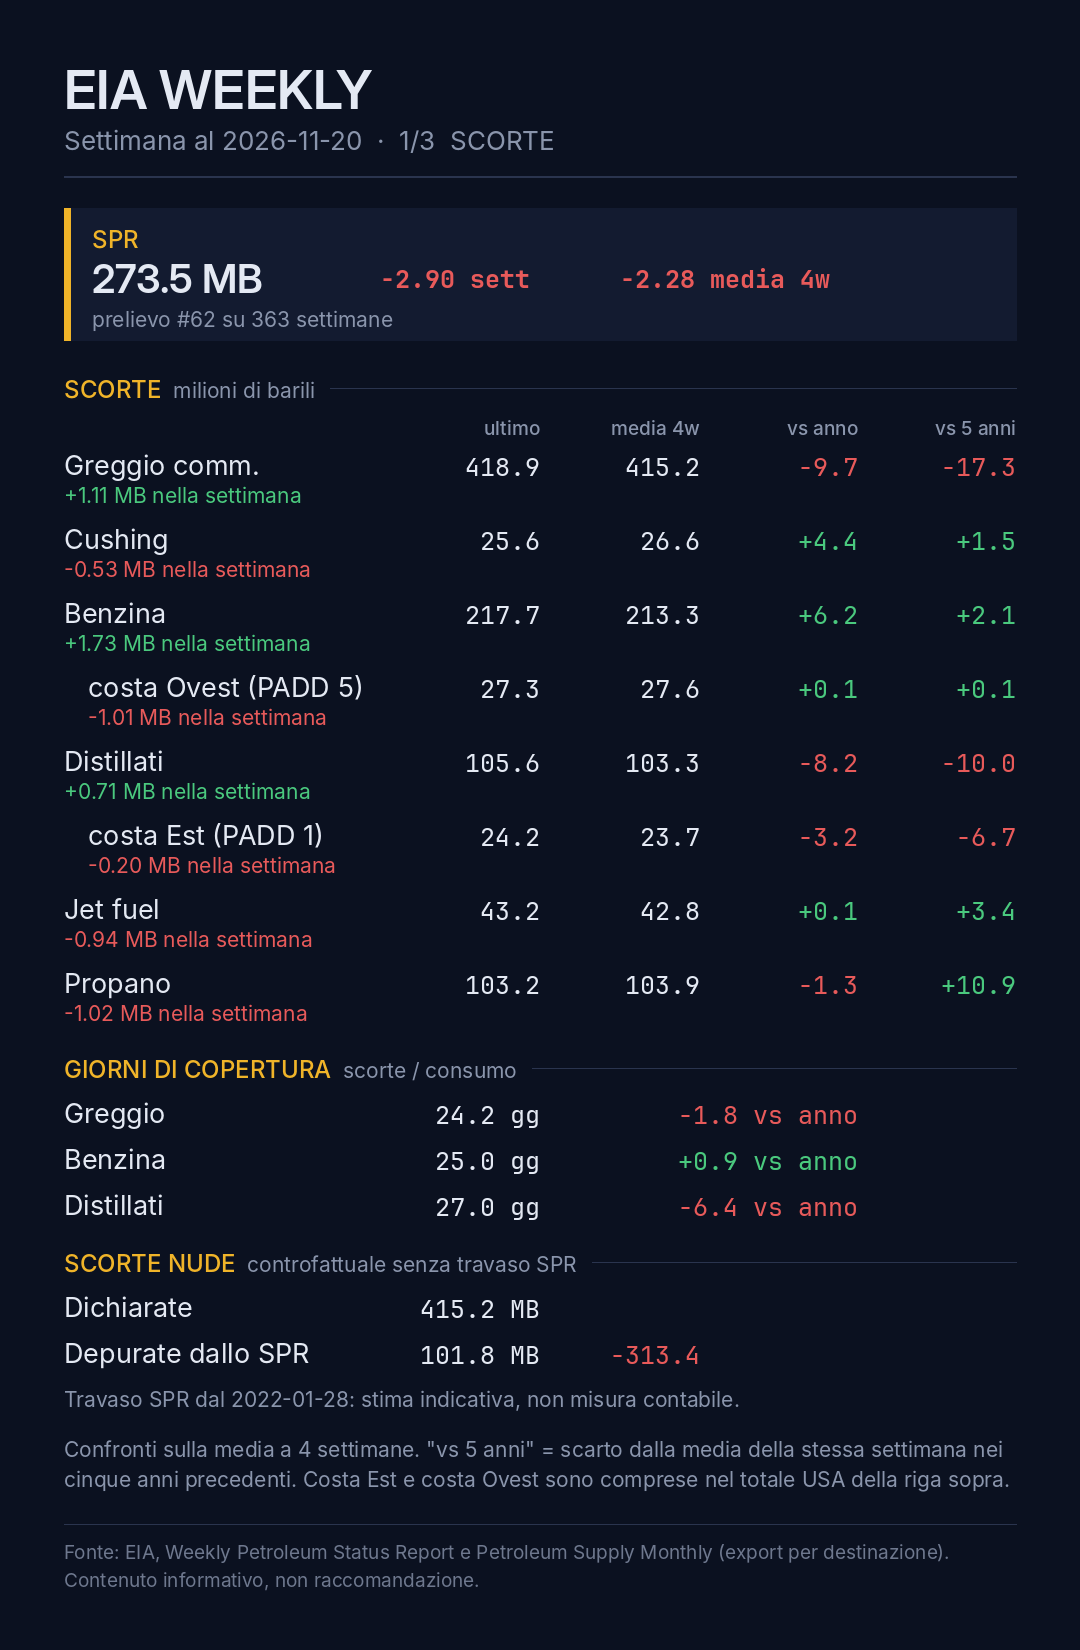 EIA WEEKLY
Settimana al 2026-11-20 · 1/3 SCORTE
SPR
273.5 MB -2.90 sett -2.28 media 4w
prelievo #62 su 363 settimane
SCORTE milioni di barili
ultimo media 4w vs anno vs 5 anni
Greggio comm. 418.9 415.2 -9.7 -17.3
+1.11 MB nella settimana
Cushing 25.6 26.6 +4.4 +1.5
-0.53 MB nella settimana
Benzina 217.7 213.3 +6.2 +2.1
+1.73 MB nella settimana
costa Ovest (PADD 5) 27.3 27.6 +0.1 +0.1
-1.01 MB nella settimana
Distillati 105.6 103.3 -8.2 -10.0
+0.71 MB nella settimana
costa Est (PADD 1) 24.2 23.7 -3.2 -6.7
-0.20 MB nella settimana
Jet fuel 43.2 42.8 +0.1 +3.4
-0.94 MB nella settimana
Propano 103.2 103.9 -1.3 +10.9
-1.02 MB nella settimana
GIORNI DI COPERTURA scorte / consumo
Greggio 24.2 gg -1.8 vs anno
Benzina 25.0 gg +0.9 vs anno
Distillati 27.0 gg -6.4 vs anno
SCORTE NUDE controfattuale senza travaso SPR
Dichiarate 415.2 MB
Depurate dallo SPR 101.8 MB -313.4
Travaso SPR dal 2022-01-28: stima indicativa, non misura contabile.
Confronti sulla media a 4 settimane. "vs 5 anni" = scarto dalla media della stessa settimana nei
cinque anni precedenti. Costa Est e costa Ovest sono comprese nel totale USA della riga sopra.
Fonte: EIA, Weekly Petroleum Status Report e Petroleum Supply Monthly (export per destinazione).
Contenuto informativo, non raccomandazione.